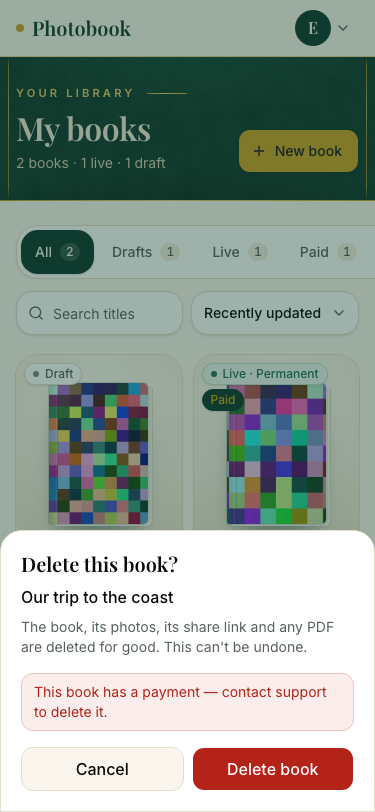 Photobook
E
YOUR LIBRARY
My books
2 books · 1 live · 1 draft
New book
All 2
Drafts 1
Live 1
Paid 1
Search titles
Recently updated
Draft
Live · Permanent
Paid
Delete this book?
Our trip to the coast
The book, its photos, its share link and any PDF
are deleted for good. This can't be undone.
This book has a payment — contact support
to delete it.
Cancel
Delete book